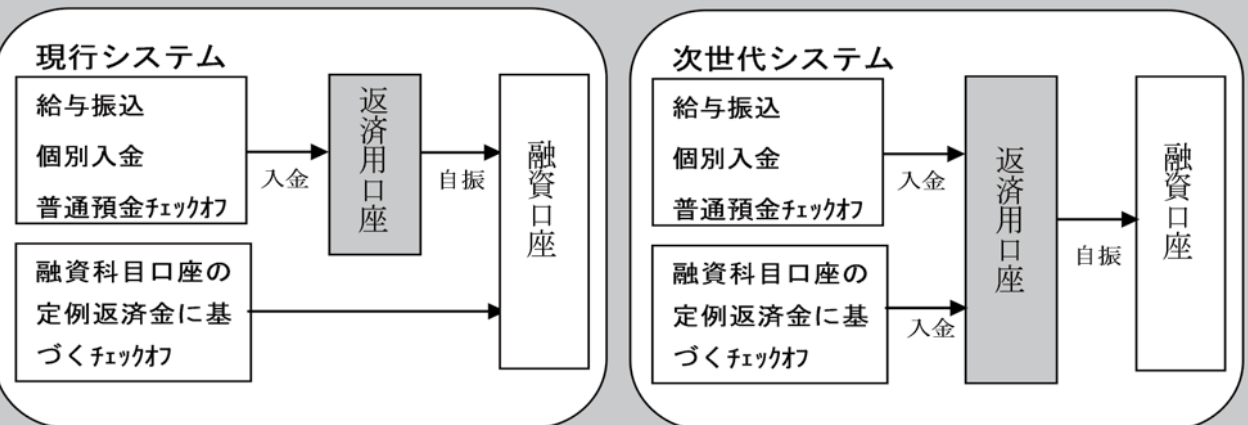 現行システム
給与振込
個別入金
普通預金ﾁｪｯｸｵﾌ
入金
返済用口座
自振
融資口座
融資科目口座の
定例返済金に基
づくﾁｪｯｸｵﾌ
次世代システム
給与振込
個別入金
普通預金ﾁｪｯｸｵﾌ
入金
返済用口座
自振
融資口座
融資科目口座の
定例返済金に基
づくﾁｪｯｸｵﾌ
入金